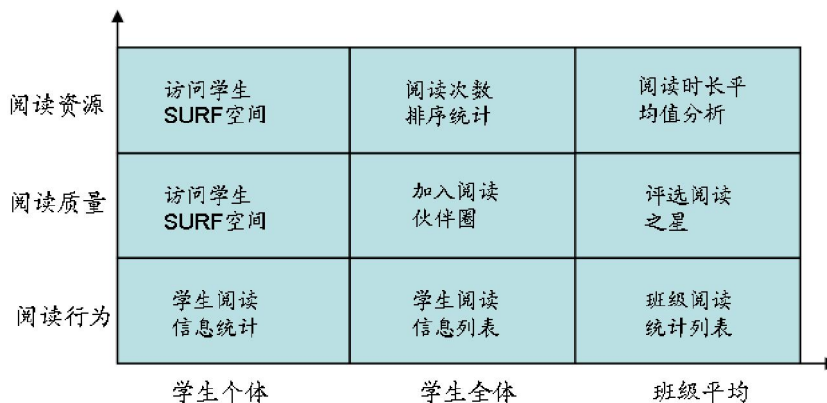 阅读资源
访问学生
SURF空间
阅读次数
排序统计
阅读时长平
均值分析
阅读质量
访问学生
SURF空间
加入阅读
伙伴圈
评选阅读
之星
阅读行为
学生阅读
信息统计
学生阅读
信息列表
班级阅读
统计列表
学生个体
学生全体
班级平均